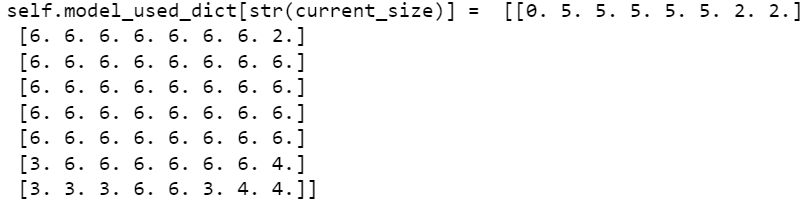 self.model_used_dict[str(current_size)] =  [[0. 5. 5. 5. 5. 5. 2. 2.]
 [6. 6. 6. 6. 6. 6. 6. 2.]
 [6. 6. 6. 6. 6. 6. 6. 6.]
 [6. 6. 6. 6. 6. 6. 6. 6.]
 [6. 6. 6. 6. 6. 6. 6. 6.]
 [6. 6. 6. 6. 6. 6. 6. 6.]
 [3. 6. 6. 6. 6. 6. 6. 4.]
 [3. 3. 3. 6. 6. 3. 4. 4.]]